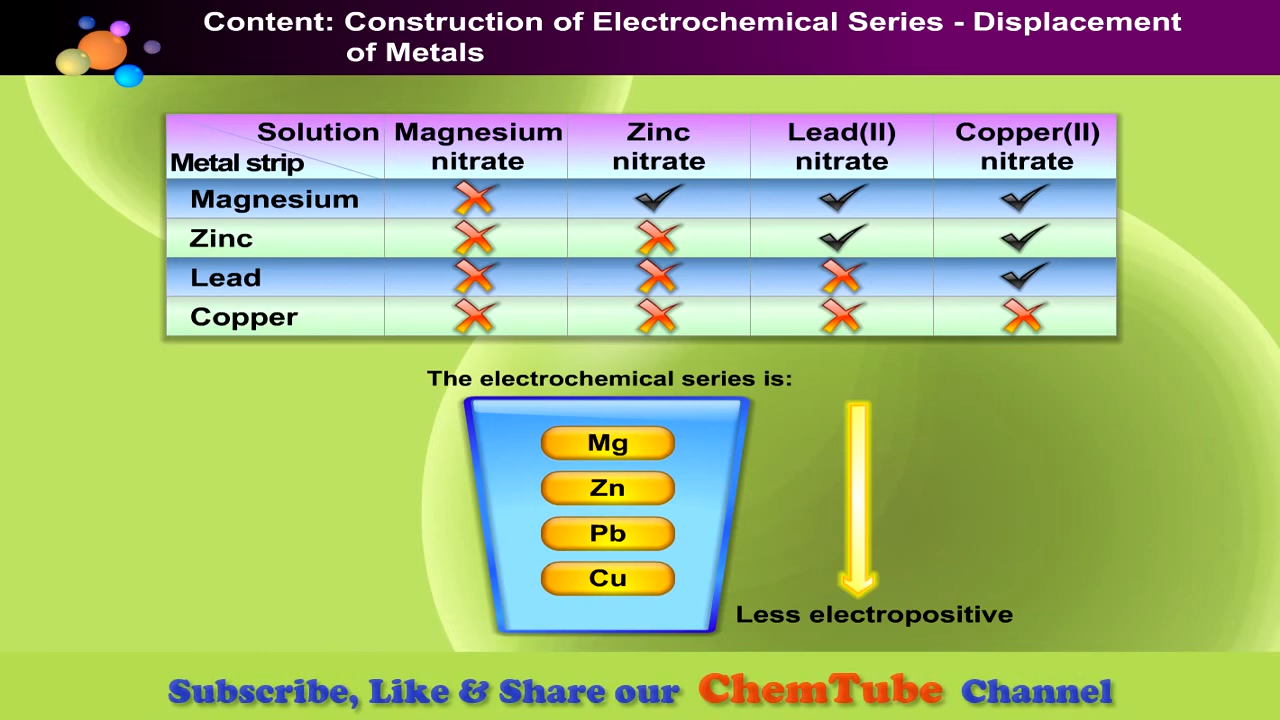 Content: Construction of Electrochemical Series - Displacement
of Metals
Solution
Metal strip
Magnesium
nitrate
Zinc
nitrate
Lead(II)
nitrate
Copper(II)
nitrate
Magnesium
Zinc
Lead
Copper
The electrochemical series is:
Mg
Zn
Pb
Cu
Less electropositive
Subscribe, Like & Share our ChemTube Channel